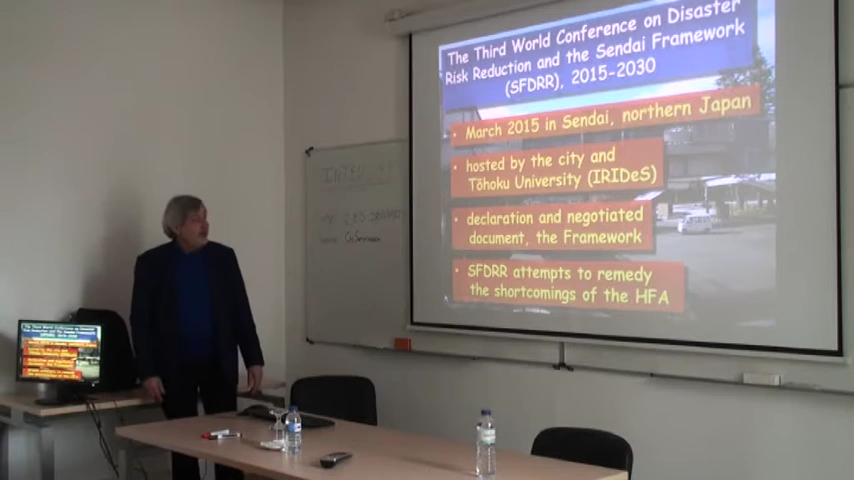 The Third World Conference on Disaster
Risk Reduction and the Sendai Framework
(SFDRR), 2015-2030
• March 2015 in Sendai, northern Japan
• hosted by the city and
Tōhoku University (IRIDeS)
• declaration and negotiated
document, the Framework
• SFDRR attempts to remedy
the shortcomings of the HFA